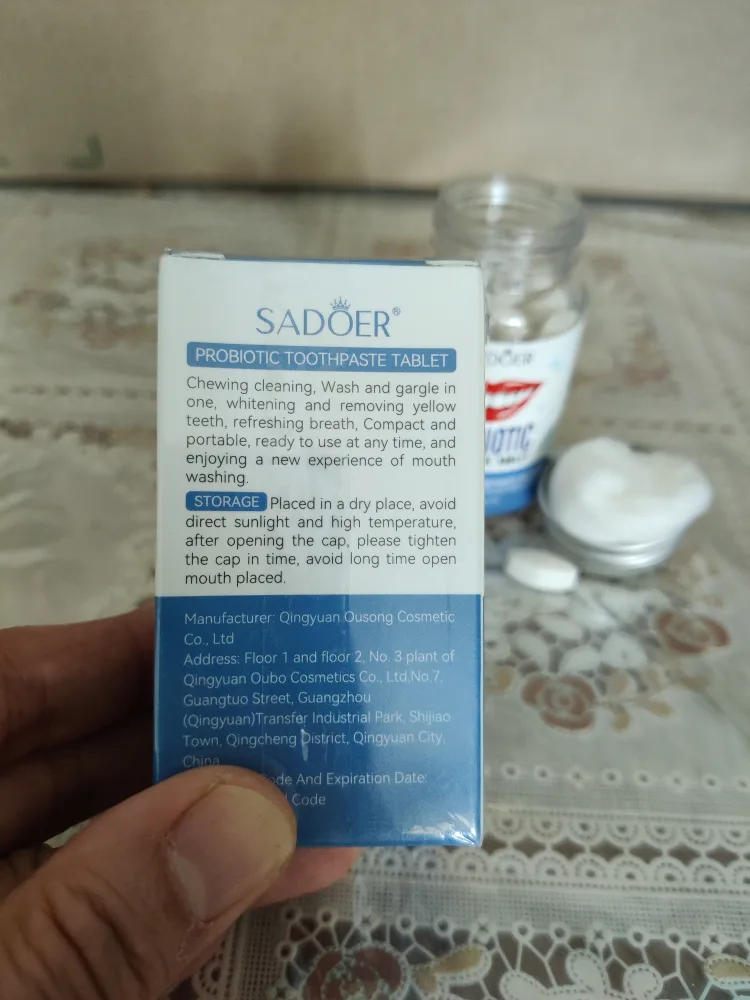 SADOER®
PROBIOTIC TOOTHPASTE TABLET
Chewing cleaning, Wash and gargle in
one, whitening and removing yellow
teeth, refreshing breath, Compact and
portable, ready to use at any time, and
enjoying a new experience of mouth
washing.
STORAGE Placed in a dry place, avoid
direct sunlight and high temperature,
after opening the cap, please tighten
the cap in time, avoid long time open
mouth placed.
Manufacturer: Qingyuan Ousong Cosmetic
Co., Ltd
Address: Floor 1 and floor 2, No. 3 plant of
Qingyuan Oubo Cosmetics Co., Ltd,No.7,
Guangtuo Street, Guangzhou
(Qingyuan)Transfer Industrial Park, Shijiao
Town, Qingcheng District, Qingyuan City,
China
ode And Expiration Date:
Code
DOER
IOTIC